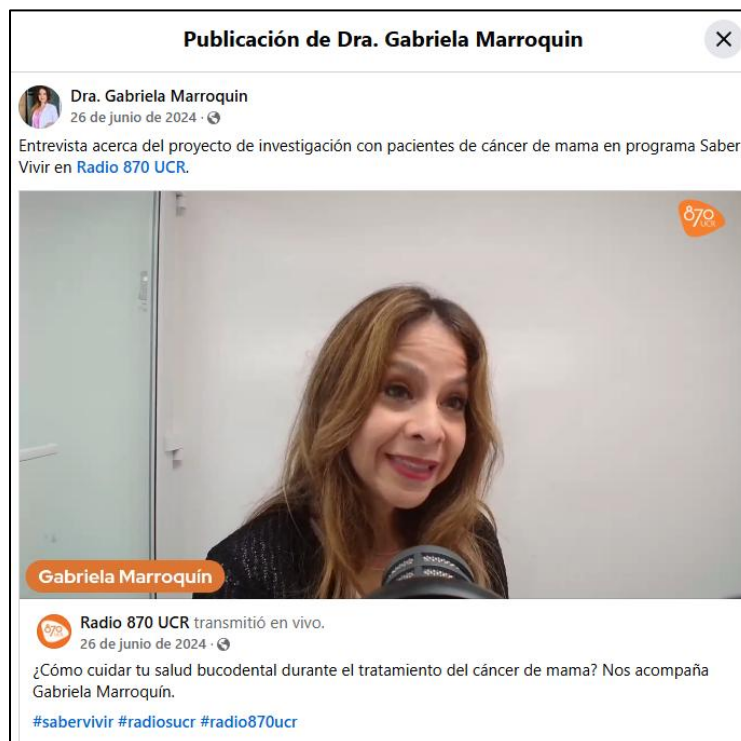 Publicación de Dra. Gabriela Marroquin
Dra. Gabriela Marroquin
26 de junio de 2024 ·
Entrevista acerca del proyecto de investigación con pacientes de cáncer de mama en programa Saber
Vivir en Radio 870 UCR.
870
UCR
Gabriela Marroquín
870
Radio 870 UCR transmitió en vivo.
26 de junio de 2024 ·
¿Cómo cuidar tu salud bucodental durante el tratamiento del cáncer de mama? Nos acompaña
Gabriela Marroquín.
#sabervivir #radiosucr #radio870ucr